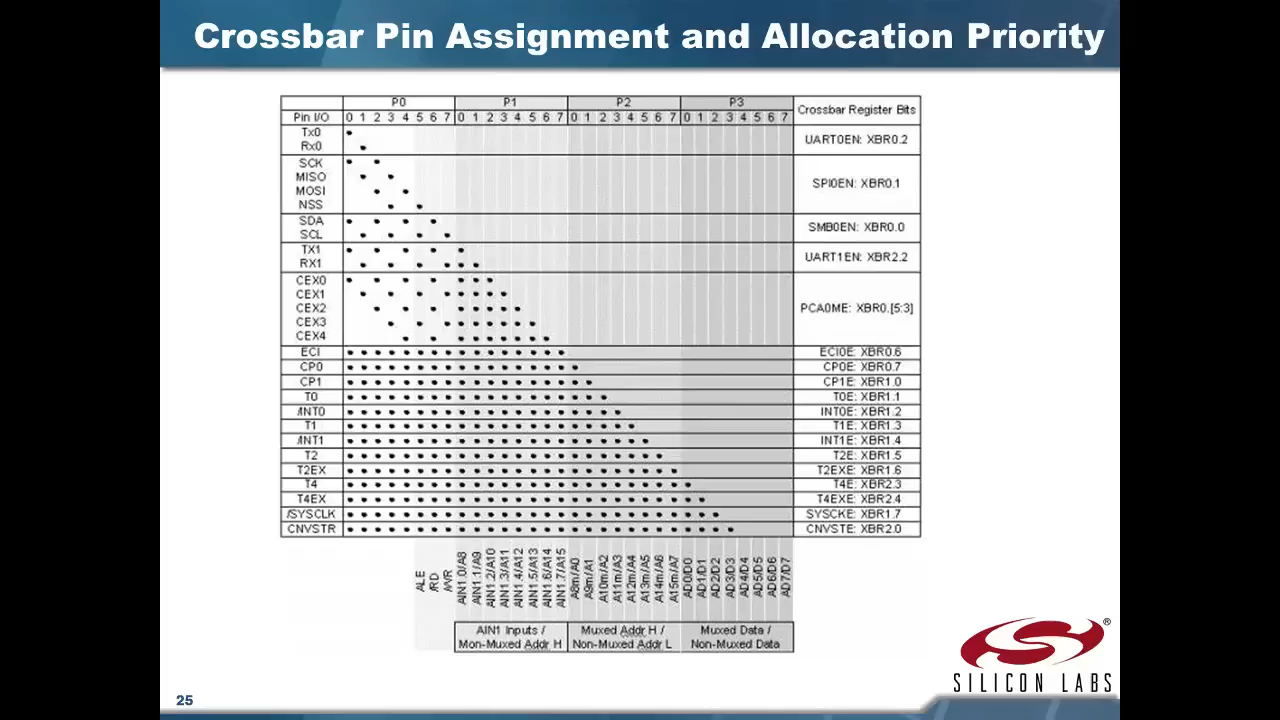 Crossbar Pin Assignment and Allocation Priority
P0 P1 P2 P3 Crossbar Register Bits
Pin I/O 0 1 2 3 4 5 6 7 0 1 2 3 4 5 6 7 0 1 2 3 4 5 6 7 0 1 2 3 4 5 6 7
Tx0
Rx0
UART0EN: XBR0.2
SCK
MISO
MOSI
NSS
SPI0EN: XBR0.1
SDA
SCL
SMB0EN: XBR0.0
TX1
RX1
UART1EN: XBR2.2
CEX0
CEX1
CEX2
CEX3
CEX4
PCA0ME: XBR0.[5:3]
ECI ECI0E: XBR0.6
CP0 CP0E: XBR0.7
CP1 CP1E: XBR1.0
T0 T0E: XBR1.1
/INT0 INT0E: XBR1.2
T1 T1E: XBR1.3
/INT1 INT1E: XBR1.4
T2 T2E: XBR1.5
T2EX T2EXE: XBR1.6
T4 T4E: XBR2.3
T4EX T4EXE: XBR2.4
/SYSCLK SYSCKE: XBR1.7
CNVSTR CNVSTE: XBR2.0
ALE
/RD
/WR
AIN1.0/A8
AIN1.1/A9
AIN1.2/A10
AIN1.3/A11
AIN1.4/A12
AIN1.5/A13
AIN1.6/A14
AIN1.7/A15
A8m/A0
A9m/A1
A10m/A2
A11m/A3
A12m/A4
A13m/A5
A14m/A6
A15m/A7
AD0/D0
AD1/D1
AD2/D2
AD3/D3
AD4/D4
AD5/D5
AD6/D6
AD7/D7
AIN1 Inputs /
Non-Muxed Addr H
Muxed Addr H /
Non-Muxed Addr L
Muxed Data /
Non-Muxed Data
SILICON LABS
®
25